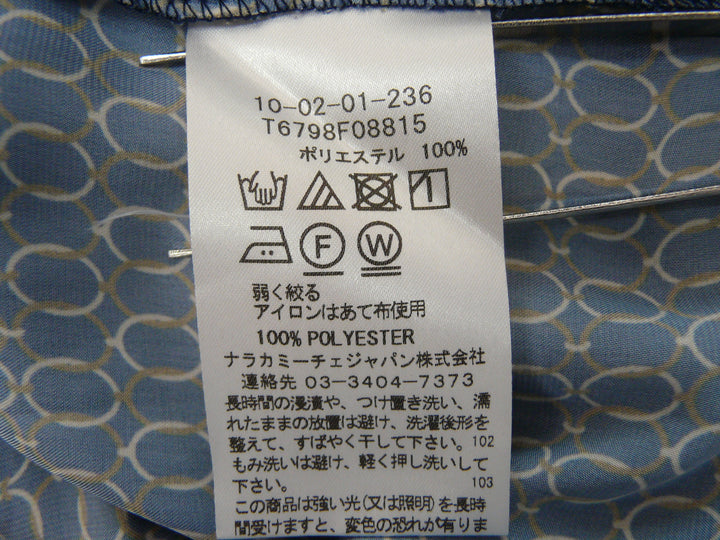 10-02-01-236
T6798F08815
ポリエステル 100%
F W
弱く絞る
アイロンはあて布使用
100% POLYESTER
ナラカミーチェジャパン株式会社
連絡先 03-3404-7373
長時間の浸漬や、つけ置き洗い、濡
れたままの放置は避け、洗濯後形を
整えて、すばやく干して下さい。102
もみ洗いは避け、軽く押し洗いして
下さい。 103
この商品は強い光(又は照明)を長時
間受けますと、変色の恐れが有りま